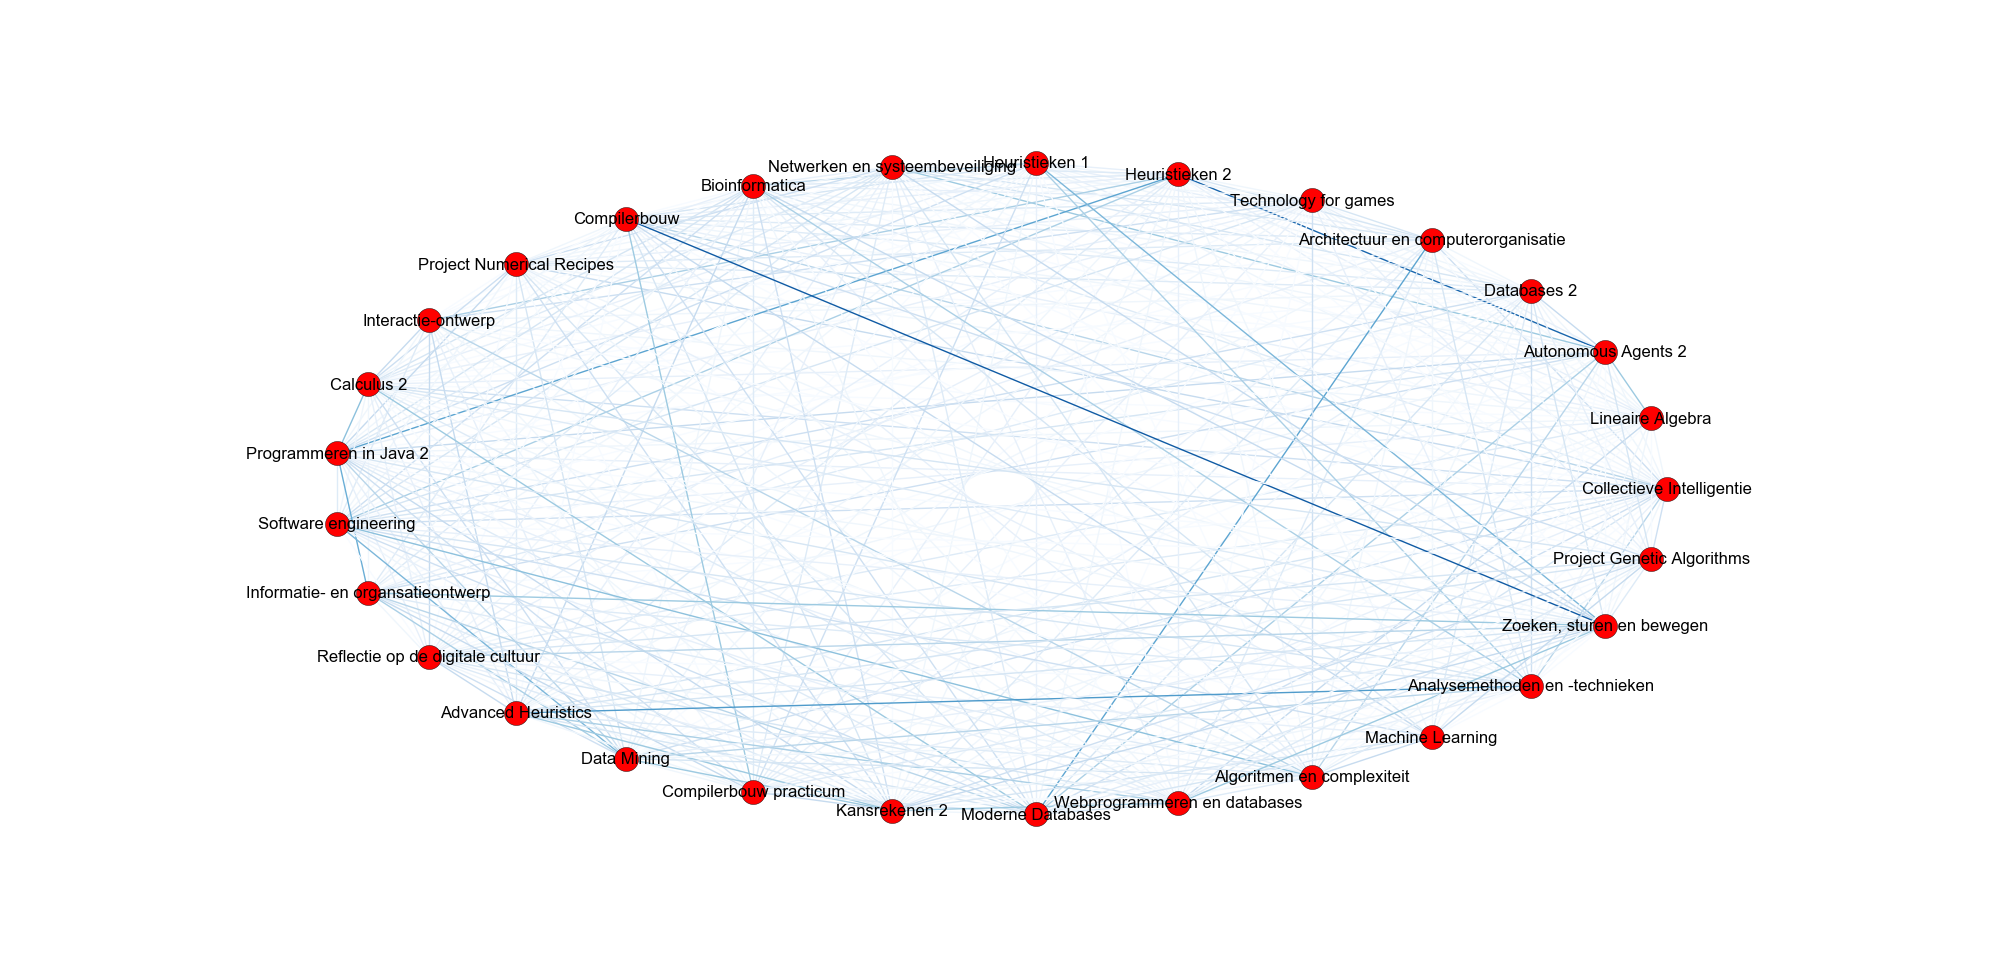 Heuristieken 1
Netwerken en systeembeveiliging
Heuristieken 2
Bioinformatica
Technology for games
Compilerbouw
Architectuur en computerorganisatie
Project Numerical Recipes
Databases 2
Interactie-ontwerp
Autonomous Agents 2
Calculus 2
Lineaire Algebra
Programmeren in Java 2
Collectieve Intelligentie
Software engineering
Project Genetic Algorithms
Informatie- en organsatieontwerp
Zoeken, sturen en bewegen
Reflectie op de digitale cultuur
Analysemethoden en -technieken
Advanced Heuristics
Machine Learning
Data Mining
Algoritmen en complexiteit
Compilerbouw practicum
Webprogrammeren en databases
Kansrekenen 2
Moderne Databases